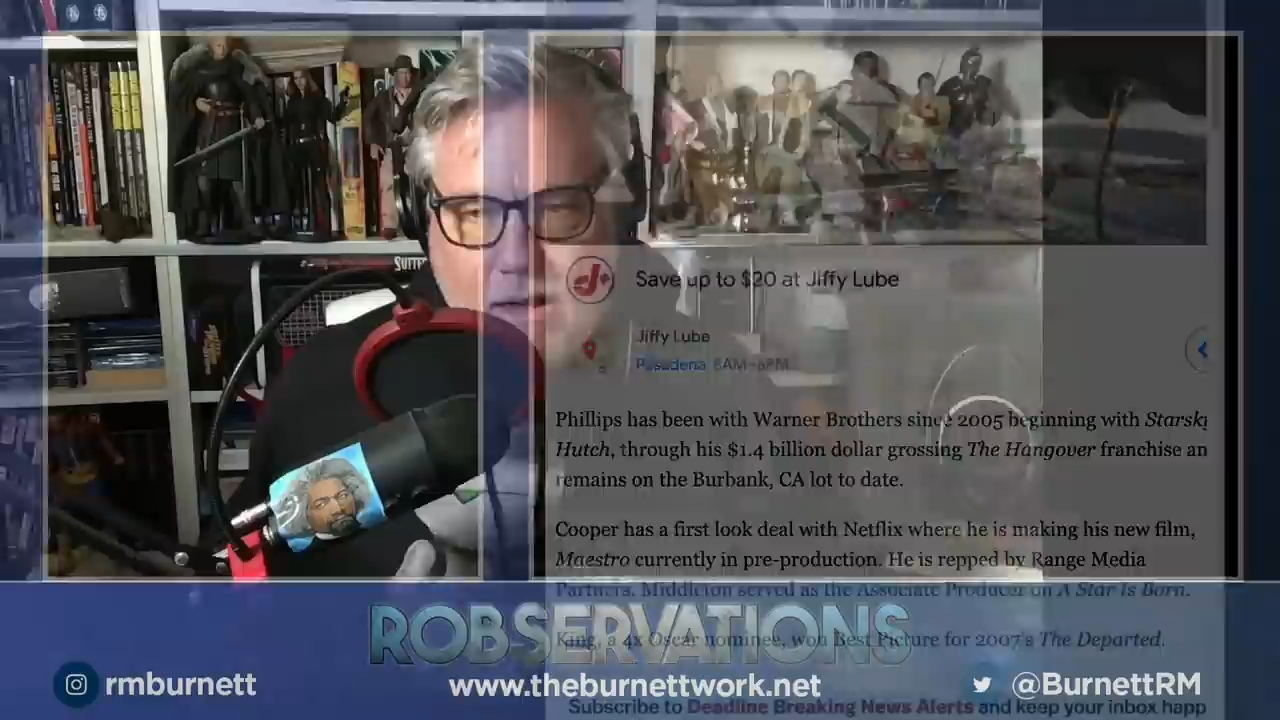 Save up to $20 at Jiffy Lube
Jiffy Lube
Pasadena 8AM-6PM
Phillips has been with Warner Brothers since 2005 beginning with Starsky
Hutch, through his $1.4 billion dollar grossing The Hangover franchise an
remains on the Burbank, CA lot to date.
Cooper has a first look deal with Netflix where he is making his new film,
Maestro currently in pre-production. He is repped by Range Media
Partners. Middleton served as the Associate Producer on A Star Is Born.
ROBSERVATIONS
King, a 4x Oscar nominee, won Best Picture for 2007's The Departed.
rmburnett
www.theburnettwork.net
@BurnettRM
Subscribe to Deadline Breaking News Alerts and keep your inbox happ